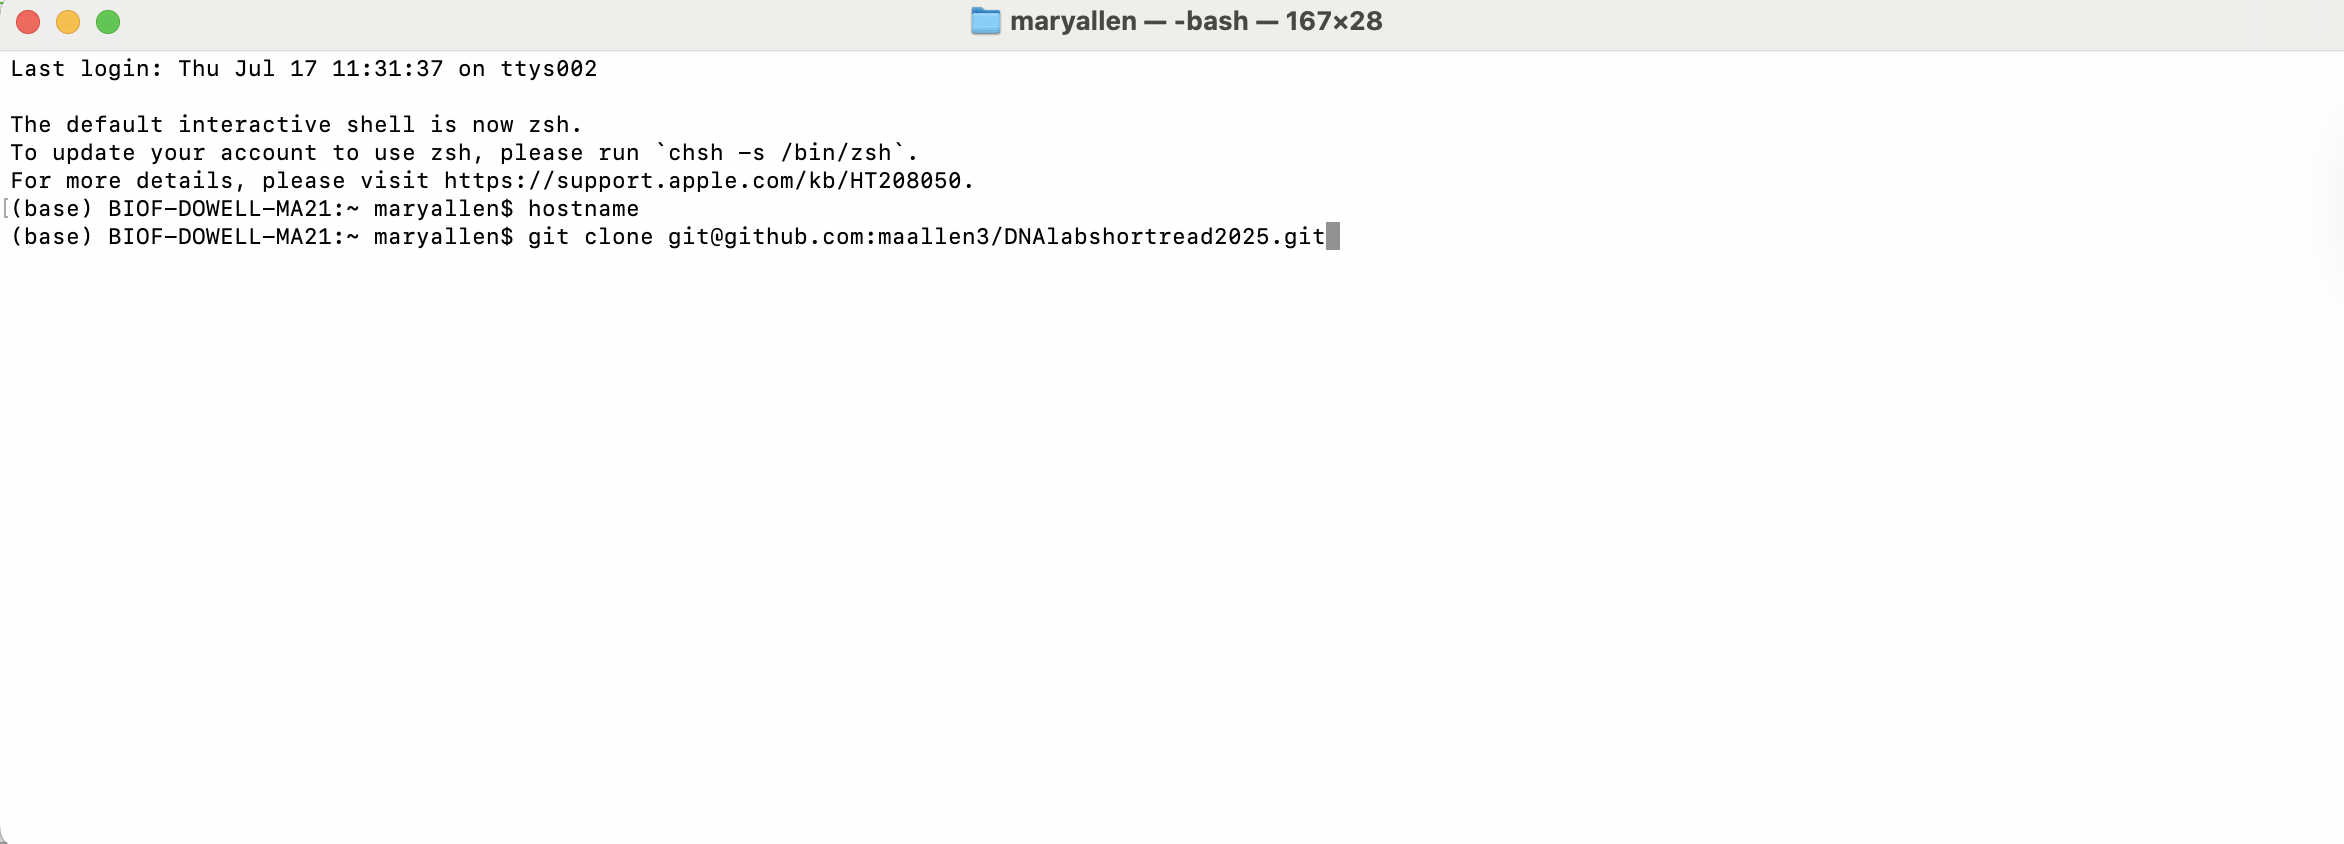 maryallen — -bash — 167×28
Last login: Thu Jul 17 11:31:37 on ttys002
The default interactive shell is now zsh.
To update your account to use zsh, please run `chsh -s /bin/zsh`.
For more details, please visit https://support.apple.com/kb/HT208050.
[(base) BIOF-DOWELL-MA21:~ maryallen$ hostname
(base) BIOF-DOWELL-MA21:~ maryallen$ git clone git@github.com:maallen3/DNAlabshortread2025.git